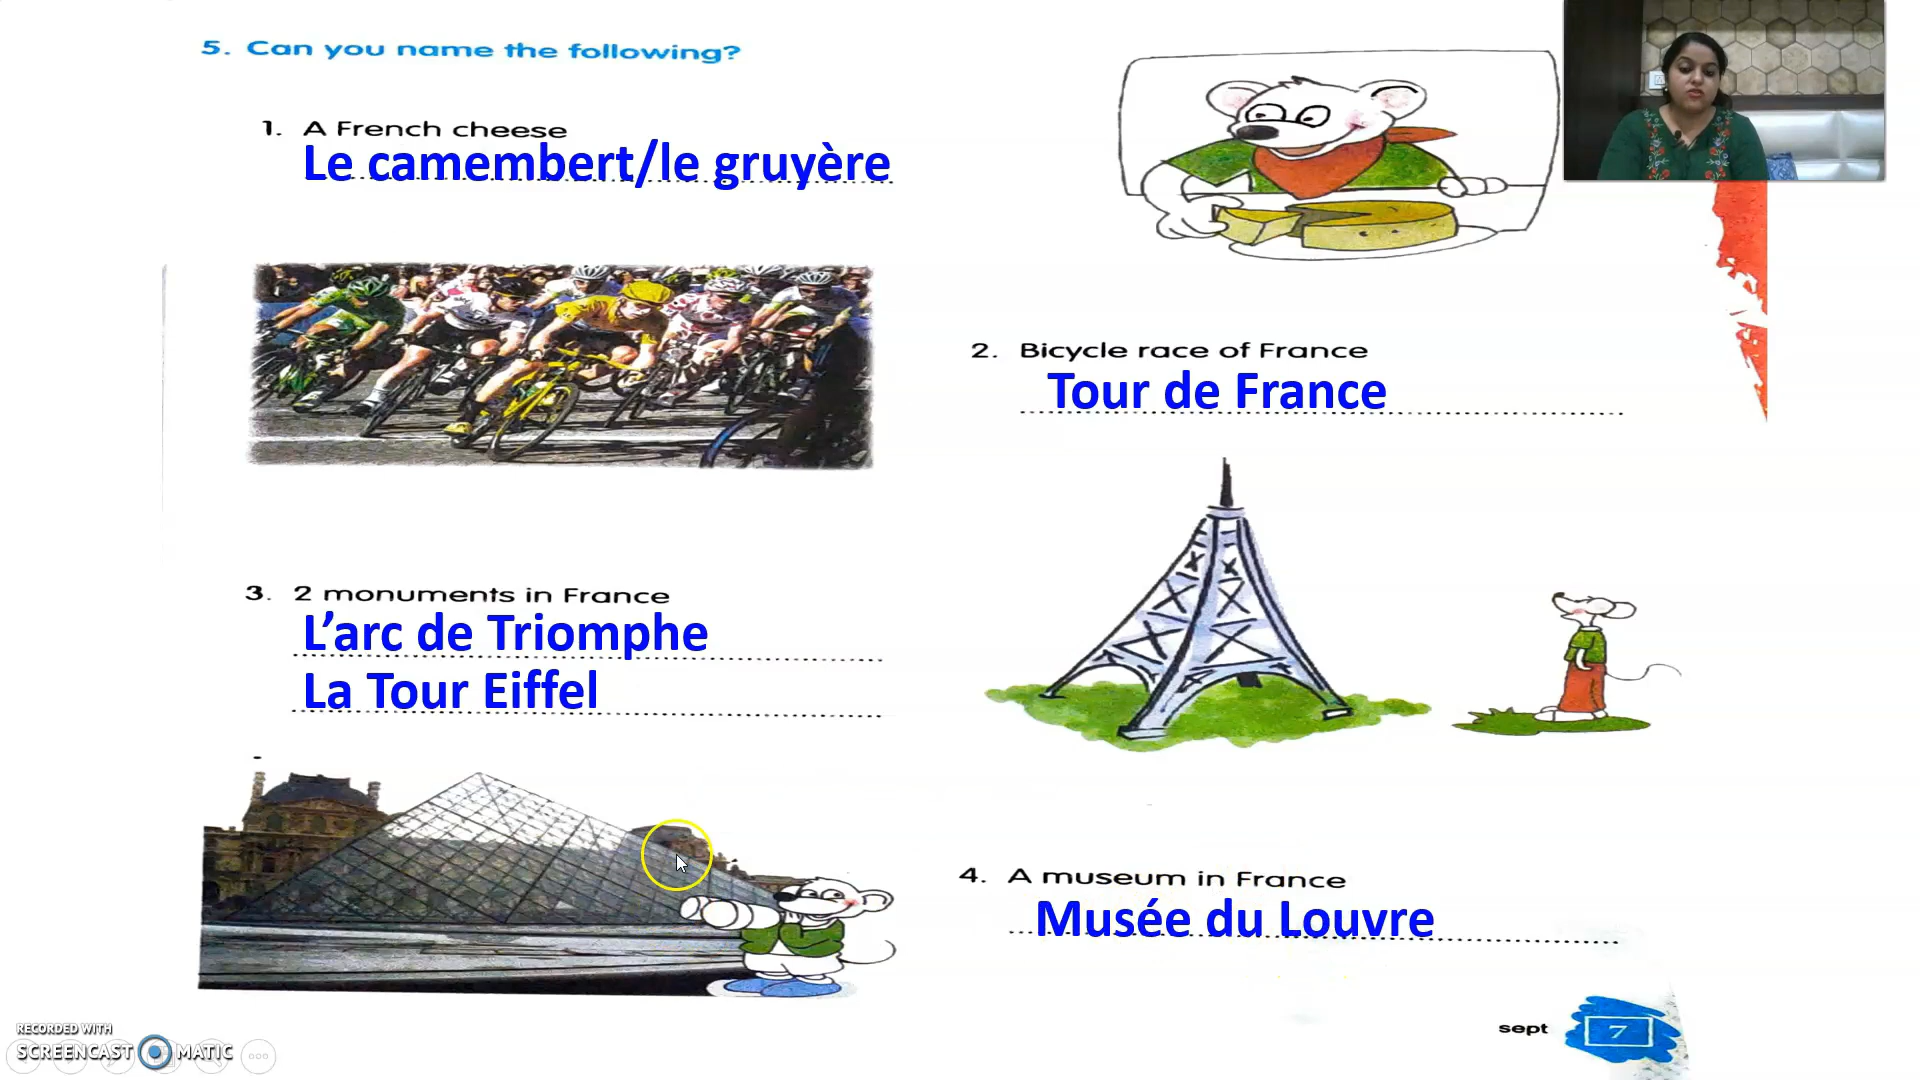 5. Can you name the following?
1. A French cheese
Le camembert/le gruyère
2. Bicycle race of France
Tour de France
3. 2 monuments in France
L’arc de Triomphe
La Tour Eiffel
4. A museum in France
Musée du Louvre
sept 7
RECORDED WITH
SCREENCAST MATIC